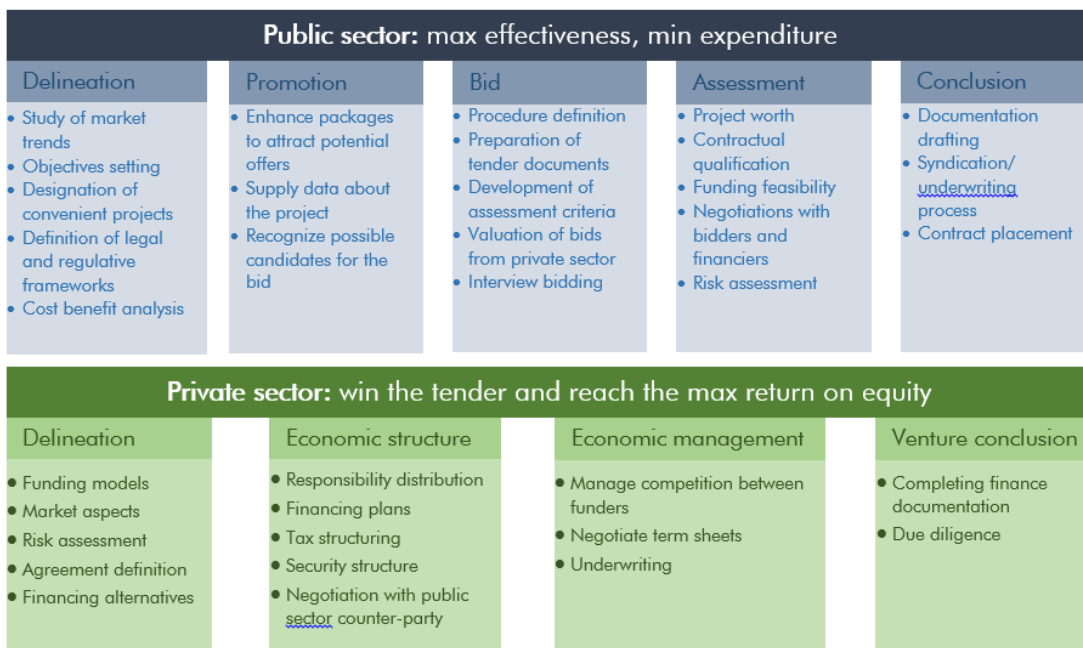 Public sector: max effectiveness, min expenditure
Delineation
• Study of market
trends
• Objectives setting
• Designation of
convenient projects
• Definition of legal
and regulative
frameworks
• Cost benefit analysis
Promotion
• Enhance packages
to attract potential
offers
• Supply data about
the project
• Recognize possible
candidates for the
bid
Bid
• Procedure definition
• Preparation of
tender documents
• Development of
assessment criteria
• Valuation of bids
from private sector
• Interview bidding
Assessment
• Project worth
• Contractual
qualification
• Funding feasibility
• Negotiations with
bidders and
financiers
• Risk assessment
Conclusion
• Documentation
drafting
• Syndication/
underwriting
process
• Contract placement
Private sector: win the tender and reach the max return on equity
Delineation
• Funding models
• Market aspects
• Risk assessment
• Agreement definition
• Financing alternatives
Economic structure
• Responsibility distribution
• Financing plans
• Tax structuring
• Security structure
• Negotiation with public
sector counter-party
Economic management
• Manage competition between
funders
• Negotiate term sheets
• Underwriting
Venture conclusion
• Completing finance
documentation
• Due diligence